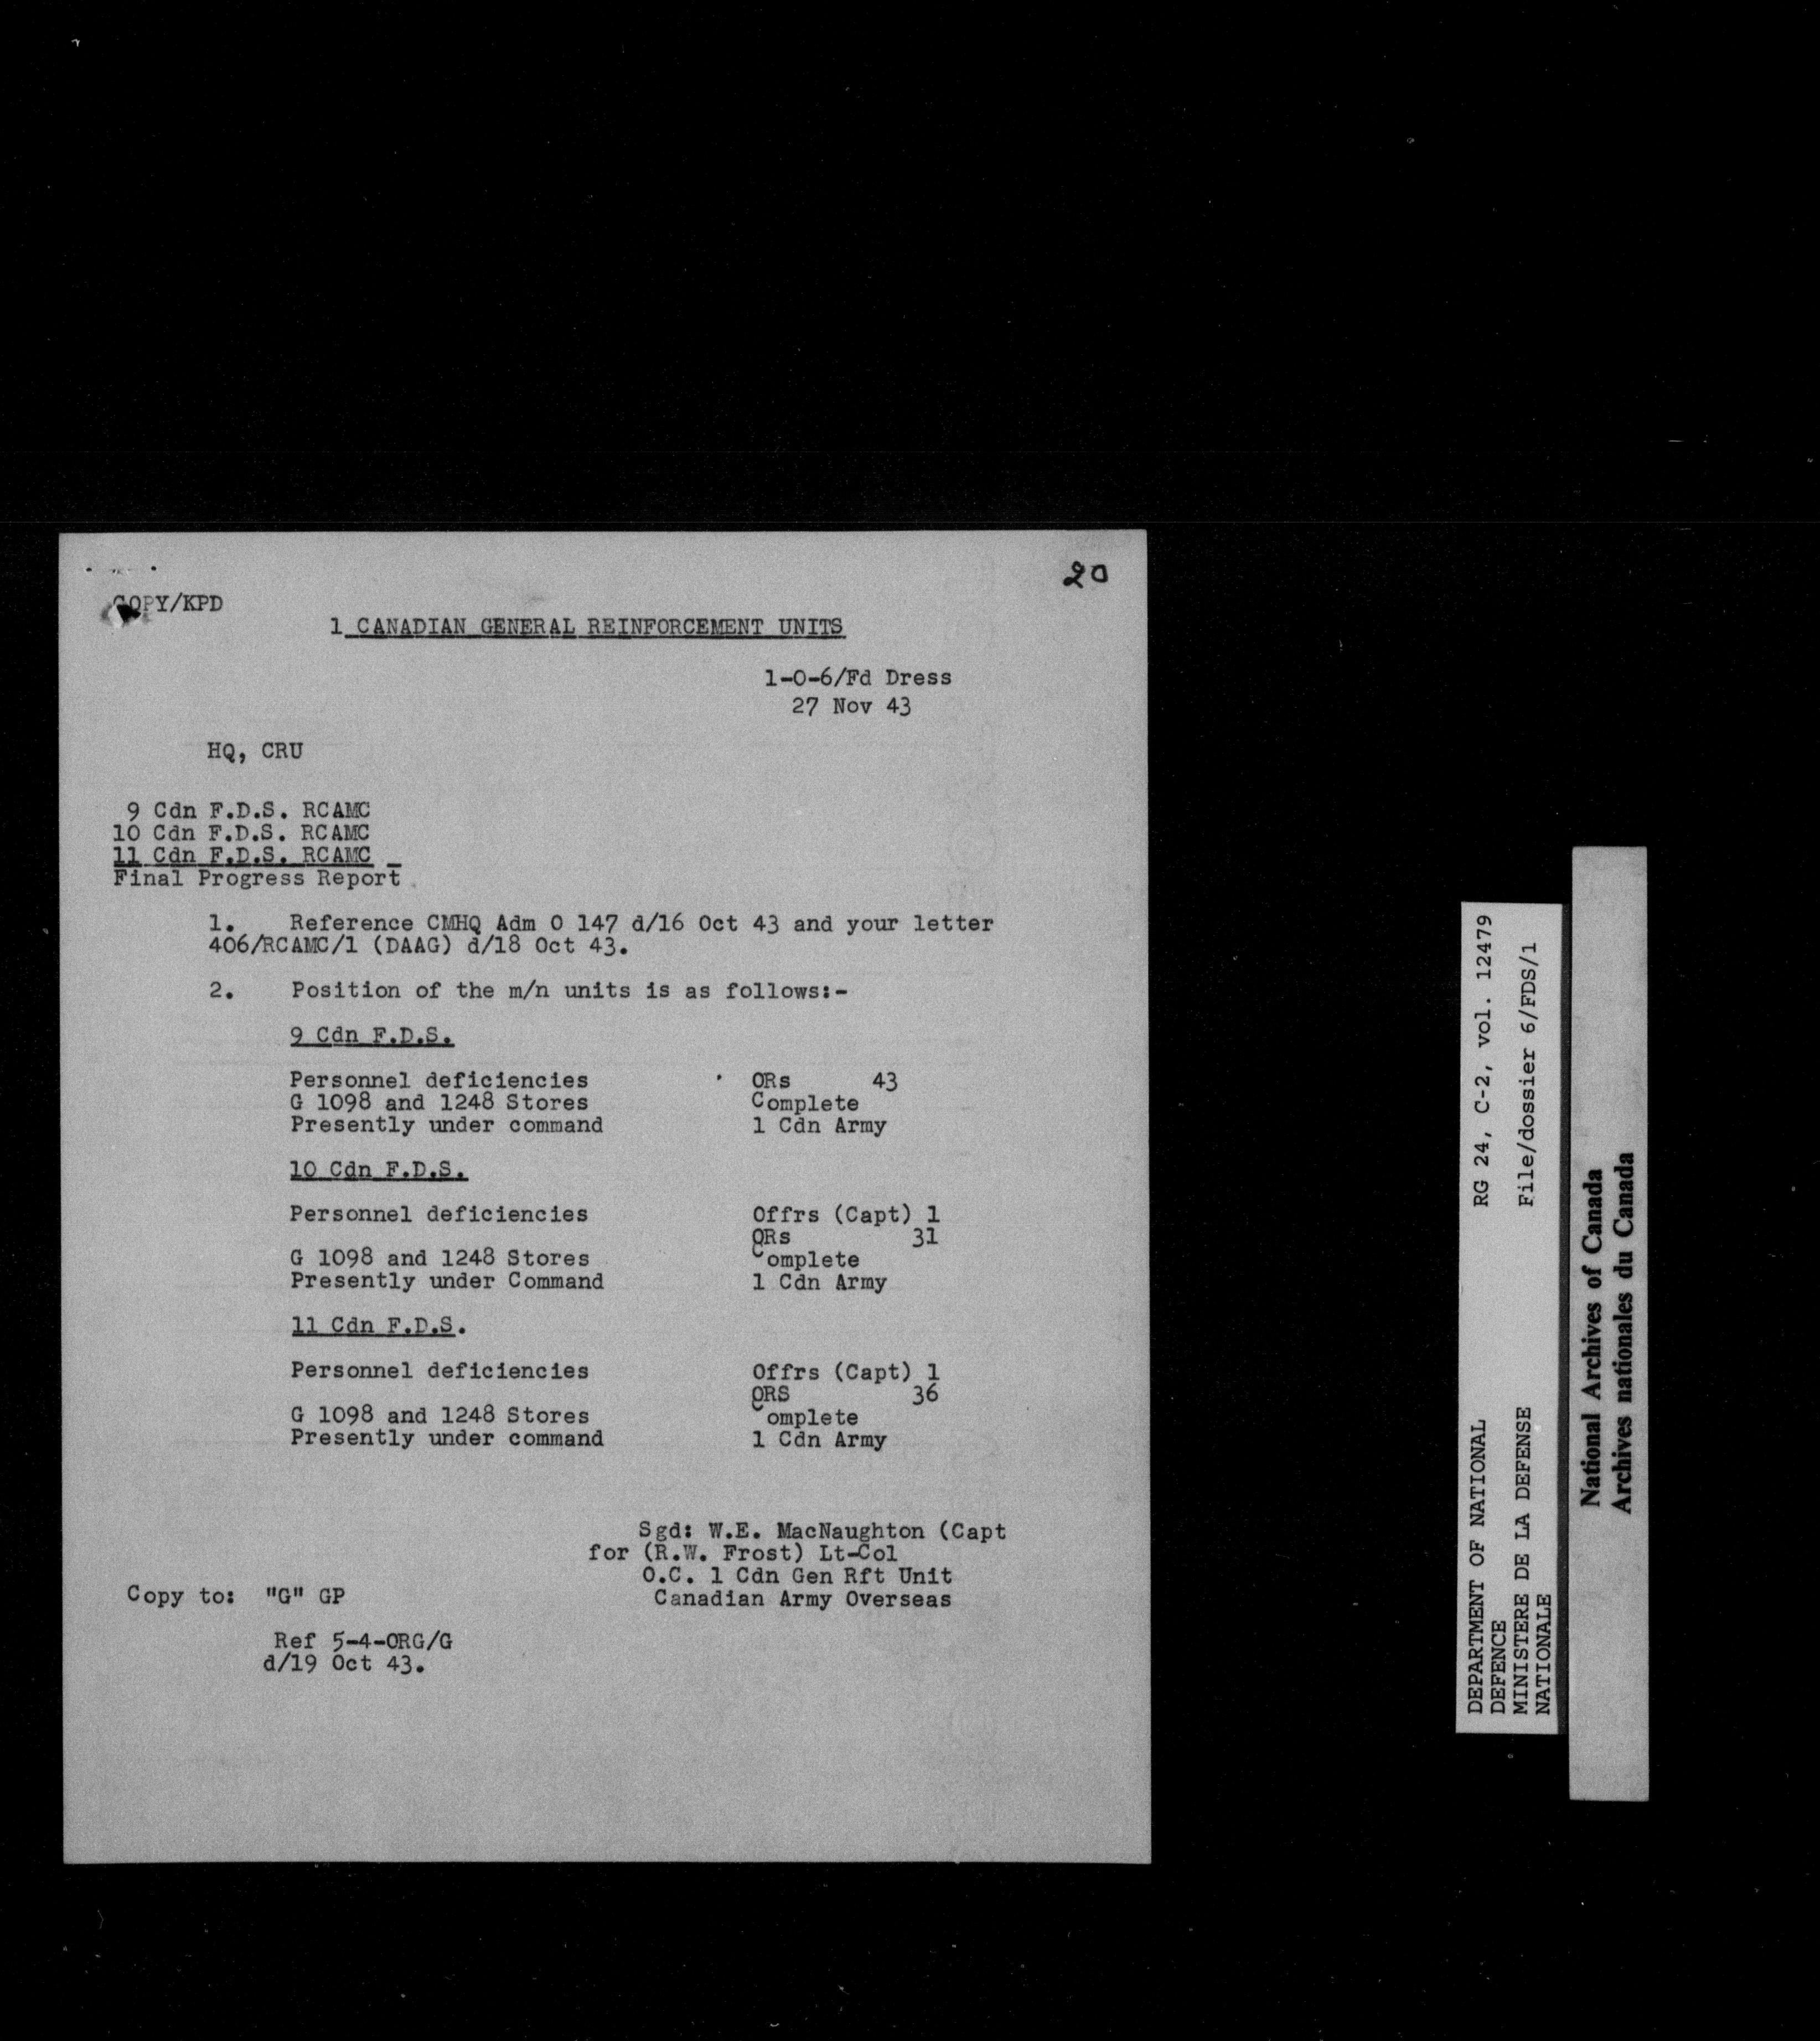 20
COPY/KPD
1 CANADIAN GENERAL REINFORCEMENT UNITS
1-0-6/Fd Dress
27 Nov 43
HQ, CRU
9 Cdn F.D.S. RCAMC
10 Cdn F.D.S. RCAMC
11 Cdn F.D.S. RCAMC _
Final Progress Report
1. Reference CMHQ Adm O 147 d/16 Oct 43 and your letter
406/RCAMC/1 (DAAG) d/18 Oct 43.
2. Position of the m/n units is as follows:-
9 Cdn F.D.S.
Personnel deficiencies ORs 43
G 1098 and 1248 Stores Complete
Presently under command 1 Cdn Army
10 Cdn F.D.S.
Personnel deficiencies Offrs (Capt) 1
ORs 31
G 1098 and 1248 Stores Complete
Presently under Command 1 Cdn Army
11 Cdn F.D.S.
Personnel deficiencies Offrs (Capt) 1
ORS 36
G 1098 and 1248 Stores Complete
Presently under command 1 Cdn Army
Sgd: W.E. MacNaughton (Capt
for (R.W. Frost) Lt-Col
O.C. 1 Cdn Gen Rft Unit
Canadian Army Overseas
Copy to: "G" GP
Ref 5-4-ORG/G
d/19 Oct 43.
DEPARTMENT OF NATIONAL RG 24, C-2, vol. 12479
DEFENCE
MINISTERE DE LA DEFENSE File/dossier 6/FDS/1
NATIONALE
National Archives of Canada
Archives nationales du Canada